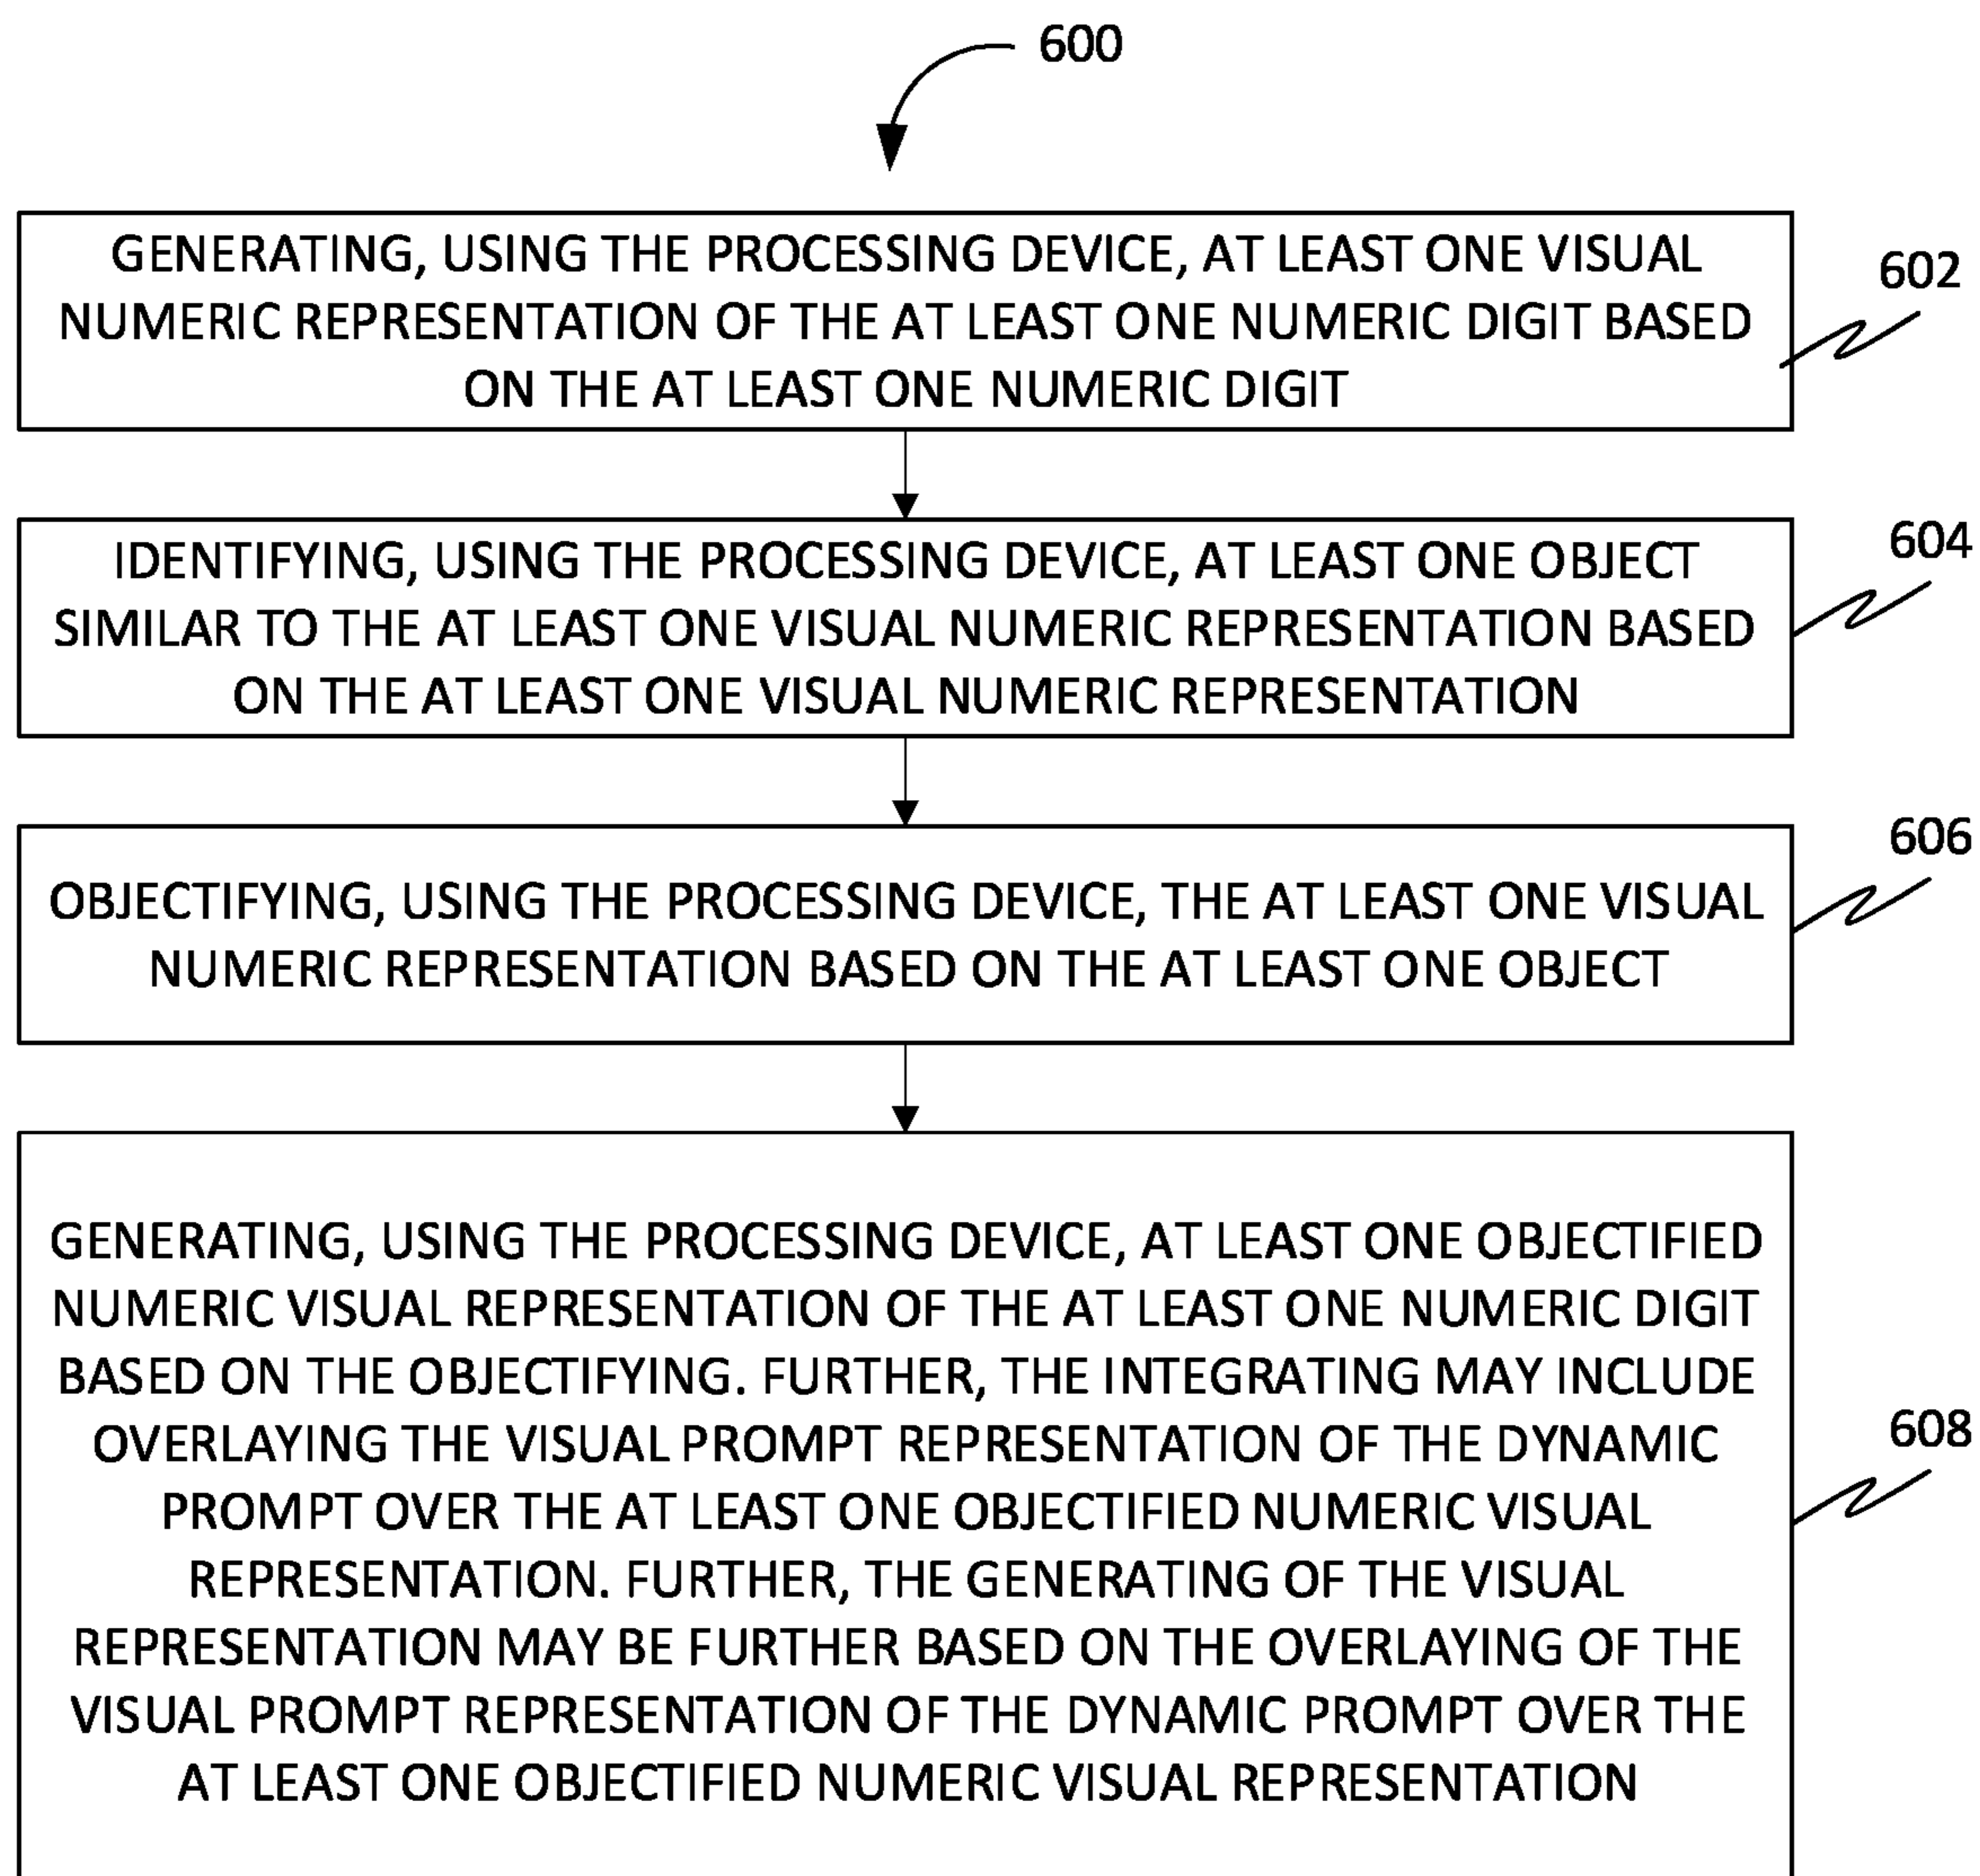 600
GENERATING, USING THE PROCESSING DEVICE, AT LEAST ONE VISUAL
NUMERIC REPRESENTATION OF THE AT LEAST ONE NUMERIC DIGIT BASED
ON THE AT LEAST ONE NUMERIC DIGIT
602
IDENTIFYING, USING THE PROCESSING DEVICE, AT LEAST ONE OBJECT
SIMILAR TO THE AT LEAST ONE VISUAL NUMERIC REPRESENTATION BASED
ON THE AT LEAST ONE VISUAL NUMERIC REPRESENTATION
604
OBJECTIFYING, USING THE PROCESSING DEVICE, THE AT LEAST ONE VISUAL
NUMERIC REPRESENTATION BASED ON THE AT LEAST ONE OBJECT
606
GENERATING, USING THE PROCESSING DEVICE, AT LEAST ONE OBJECTIFIED
NUMERIC VISUAL REPRESENTATION OF THE AT LEAST ONE NUMERIC DIGIT
BASED ON THE OBJECTIFYING. FURTHER, THE INTEGRATING MAY INCLUDE
OVERLAYING THE VISUAL PROMPT REPRESENTATION OF THE DYNAMIC
PROMPT OVER THE AT LEAST ONE OBJECTIFIED NUMERIC VISUAL
REPRESENTATION. FURTHER, THE GENERATING OF THE VISUAL
REPRESENTATION MAY BE FURTHER BASED ON THE OVERLAYING OF THE
VISUAL PROMPT REPRESENTATION OF THE DYNAMIC PROMPT OVER THE
AT LEAST ONE OBJECTIFIED NUMERIC VISUAL REPRESENTATION
608